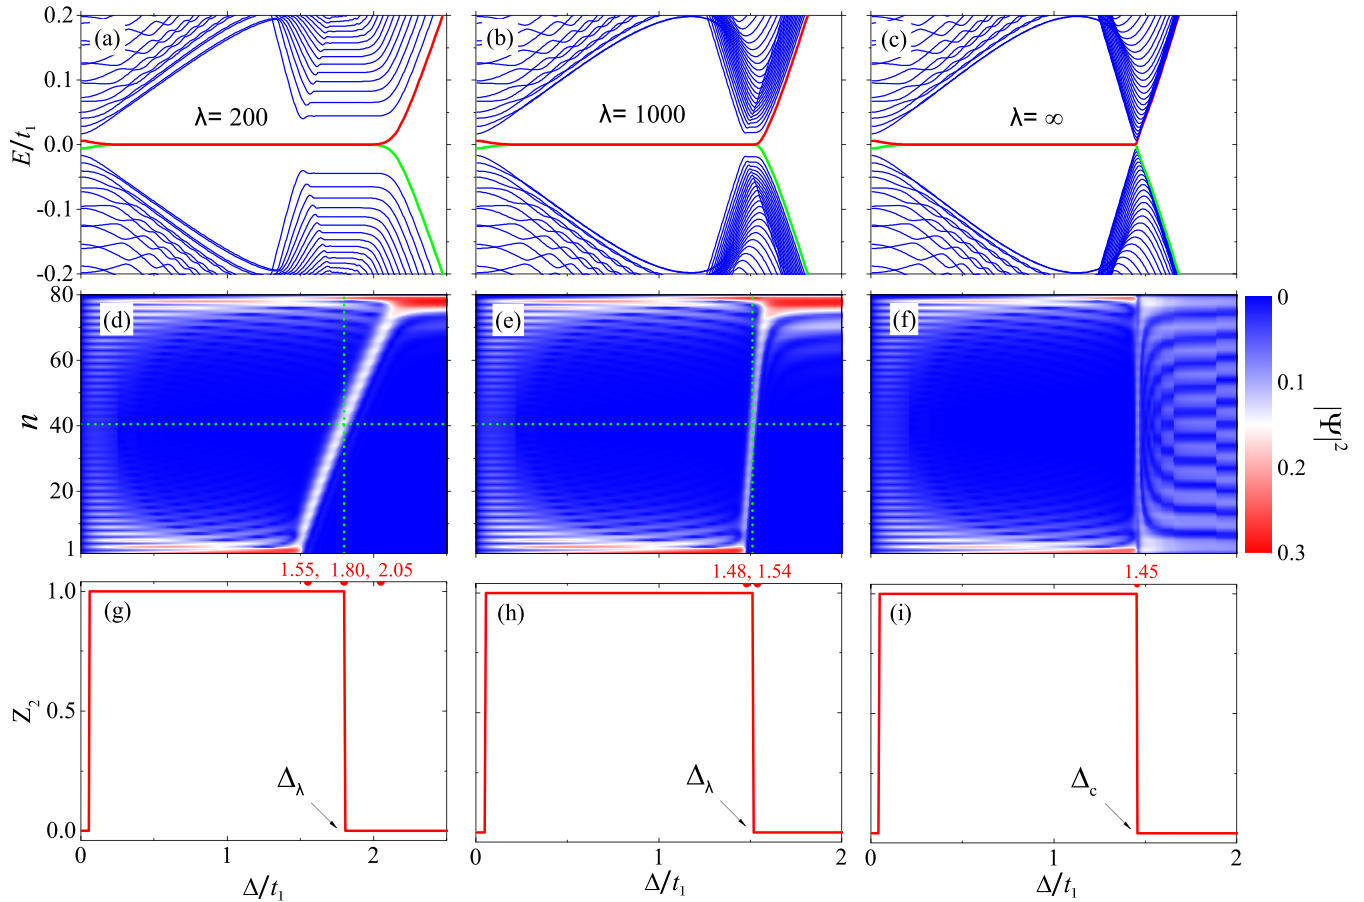 0.2
0.1
0.0
-0.1
-0.2
E/t₁
(a)
λ= 200
(b)
λ= 1000
(c)
λ= ∞
80
60
40
20
1
n
(d)
(e)
(f)
0
0.1
0.2
0.3
|Ψ|²
1.55, 1.80, 2.05
1.48, 1.54
1.45
1.0
0.5
0.0
Z₂
(g)
Δλ
(h)
Δλ
(i)
Δc
0 1 2
0 1 2
0 1 2
Δ/t₁
Δ/t₁
Δ/t₁